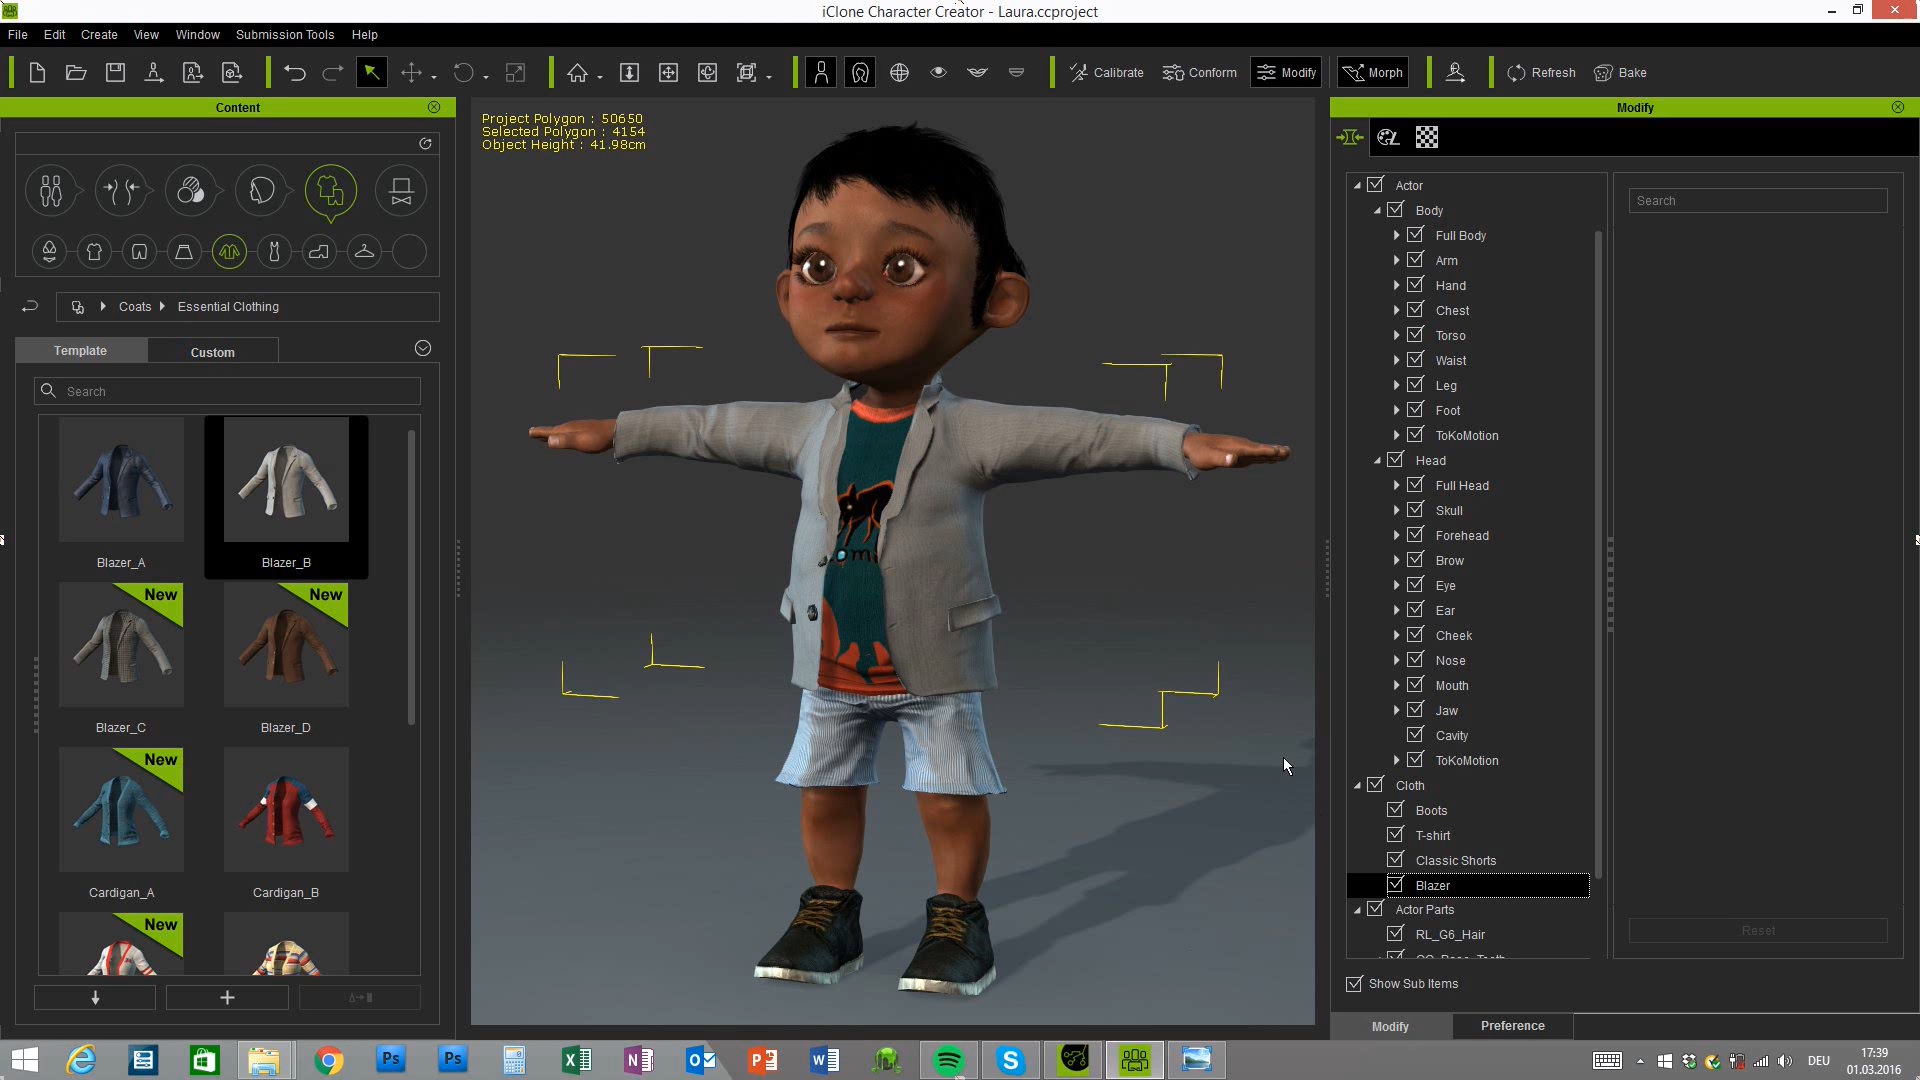 iClone Character Creator - Laura.ccproject
File Edit Create View Window Submission Tools Help
Calibrate Conform Modify Morph Refresh Bake
Content
Coats Essential Clothing
Template Custom
Search
Blazer_A Blazer_B
New New
Blazer_C Blazer_D
New
Cardigan_A Cardigan_B
New
Project Polygon : 50650
Selected Polygon : 4154
Object Height : 41.98cm
om
Modify
Actor
Body
Full Body
Arm
Hand
Chest
Torso
Waist
Leg
Foot
ToKoMotion
Head
Full Head
Skull
Forehead
Brow
Eye
Ear
Cheek
Nose
Mouth
Jaw
Cavity
ToKoMotion
Cloth
Boots
T-shirt
Classic Shorts
Blazer
Actor Parts
RL_G6_Hair
Search
Reset
Show Sub Items
Modify Preference
Ps Ps
DEU
17:39
01.03.2016